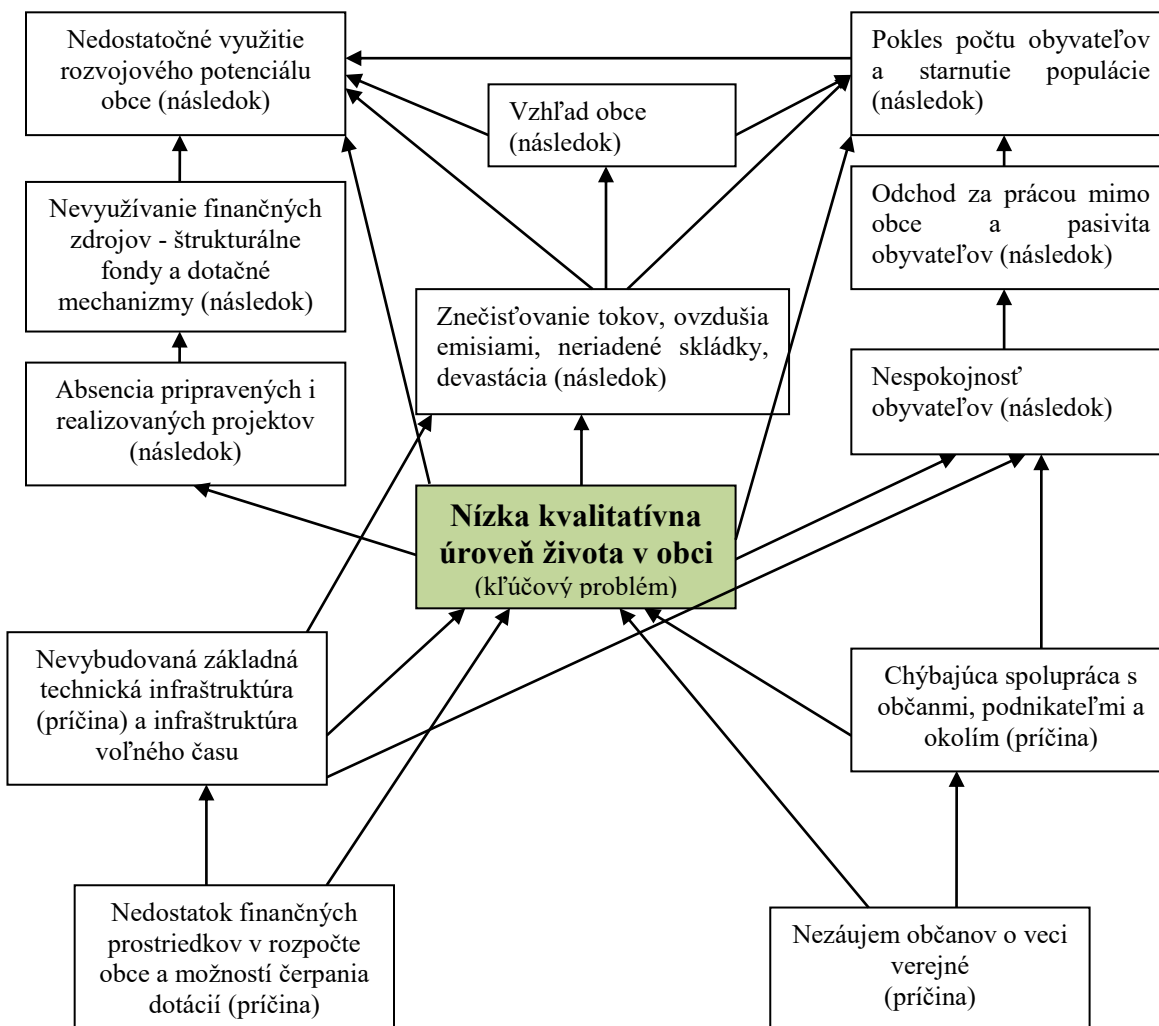 Nedostatočné využitie
rozvojového potenciálu
obce (následok)
Pokles počtu obyvateľov
a starnutie populácie
(následok)
Vzhľad obce
(následok)
Nevyužívanie finančných
zdrojov - štrukturálne
fondy a dotačné
mechanizmy (následok)
Odchod za prácou mimo
obce a pasivita
obyvateľov (následok)
Znečisťovanie tokov, ovzdušia
emisiami, neriadené skládky,
devastácia (následok)
Absencia pripravených i
realizovaných projektov
(následok)
Nespokojnosť
obyvateľov (následok)
Nízka kvalitatívna
úroveň života v obci
(kľúčový problém)
Nevybudovaná základná
technická infraštruktúra
(príčina) a infraštruktúra
voľného času
Chýbajúca spolupráca s
občanmi, podnikateľmi a
okolím (príčina)
Nedostatok finančných
prostriedkov v rozpočte
obce a možností čerpania
dotácií (príčina)
Nezáujem občanov o veci
verejné
(príčina)